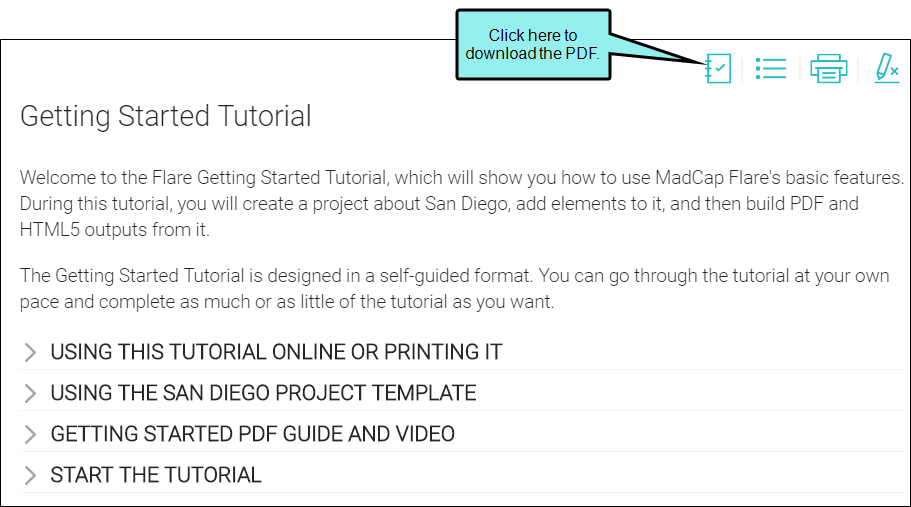 Click here to
download the PDF.
Getting Started Tutorial
Welcome to the Flare Getting Started Tutorial, which will show you how to use MadCap Flare's basic features.
During this tutorial, you will create a project about San Diego, add elements to it, and then build PDF and
HTML5 outputs from it.
The Getting Started Tutorial is designed in a self-guided format. You can go through the tutorial at your own
pace and complete as much or as little of the tutorial as you want.
USING THIS TUTORIAL ONLINE OR PRINTING IT
USING THE SAN DIEGO PROJECT TEMPLATE
GETTING STARTED PDF GUIDE AND VIDEO
START THE TUTORIAL